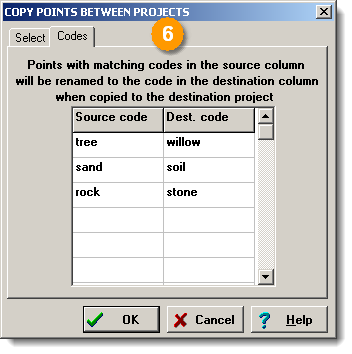 COPY POINTS BETWEEN PROJECTS
Select Codes
6
Points with matching codes in the source column
will be renamed to the code in the destination column
when copied to the destination project
Source code Dest. code
tree willow
sand soil
rock stone
OK Cancel Help